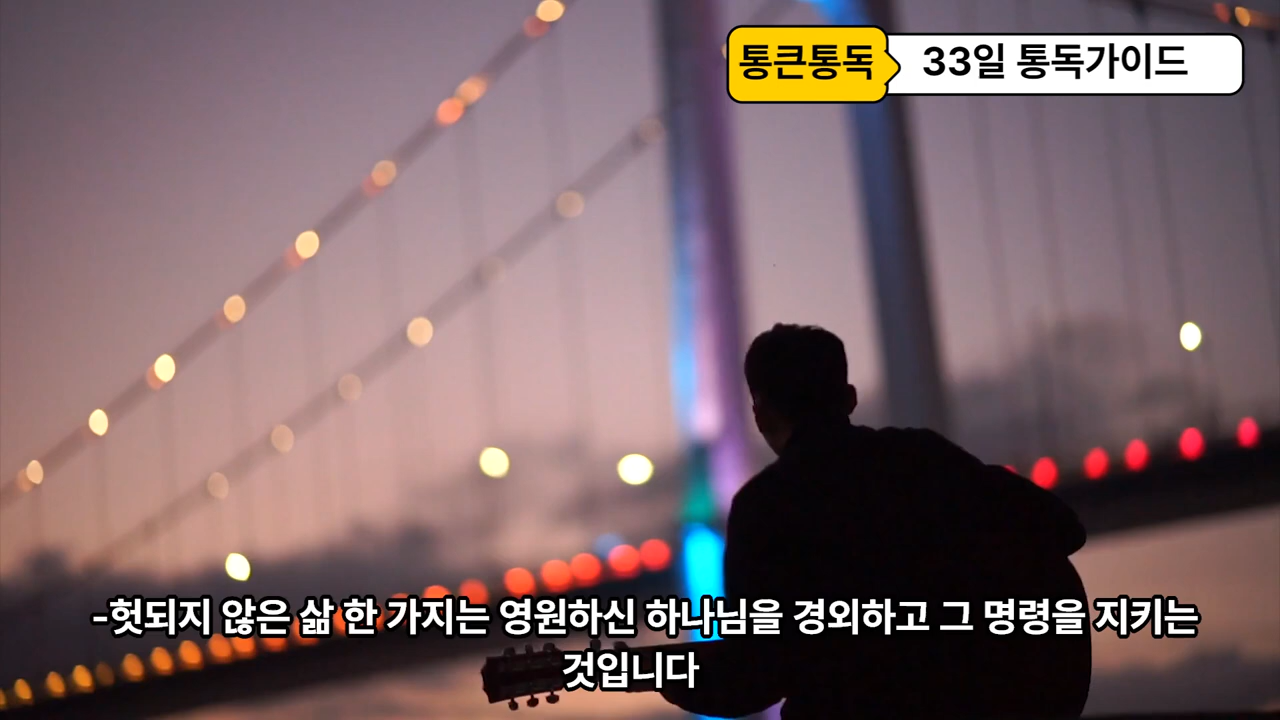 통큰통독 33일 통독가이드
-헛되지 않은 삶 한 가지는 영원하신 하나님을 경외하고 그 명령을 지키는
것입니다